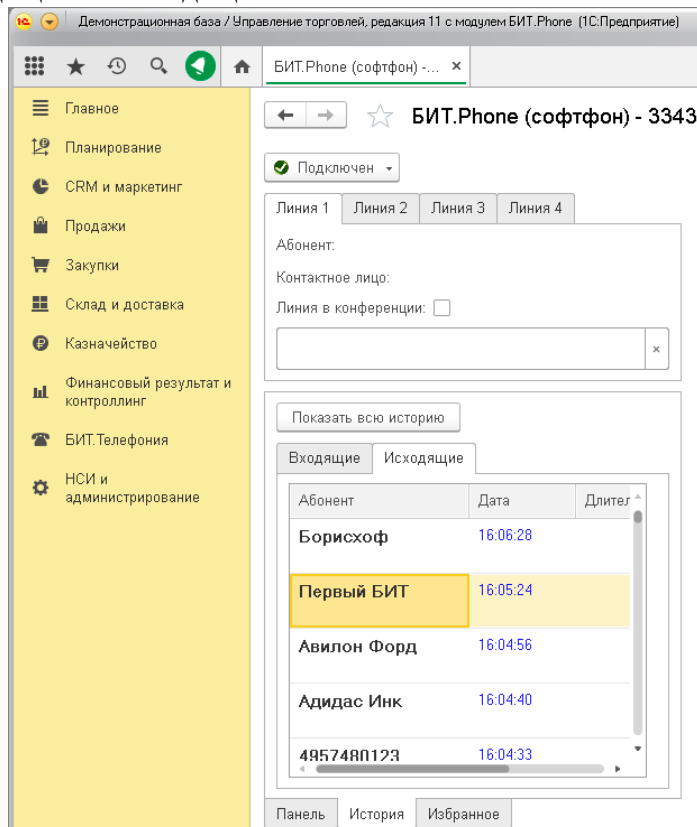 Демонстрационная база / Управление торговлей, редакция 11 с модулем БИТ.Phone (1С:Предприятие)
БИТ.Phone (софтфон) -... ×
Главное
Планирование
CRM и маркетинг
Продажи
Закупки
Склад и доставка
Казначейство
Финансовый результат и
контроллинг
БИТ.Телефония
НСИ и
администрирование
БИТ.Phone (софтфон) - 3343
Подключен
Линия 1 Линия 2 Линия 3 Линия 4
Абонент:
Контактное лицо:
Линия в конференции:
×
Показать всю историю
Входящие Исходящие
Абонент Дата Длител
Борисхоф 16:06:28
Первый БИТ 16:05:24
Авилон Форд 16:04:56
Адидас Инк 16:04:40
4957480123 16:04:33
Панель История Избранное